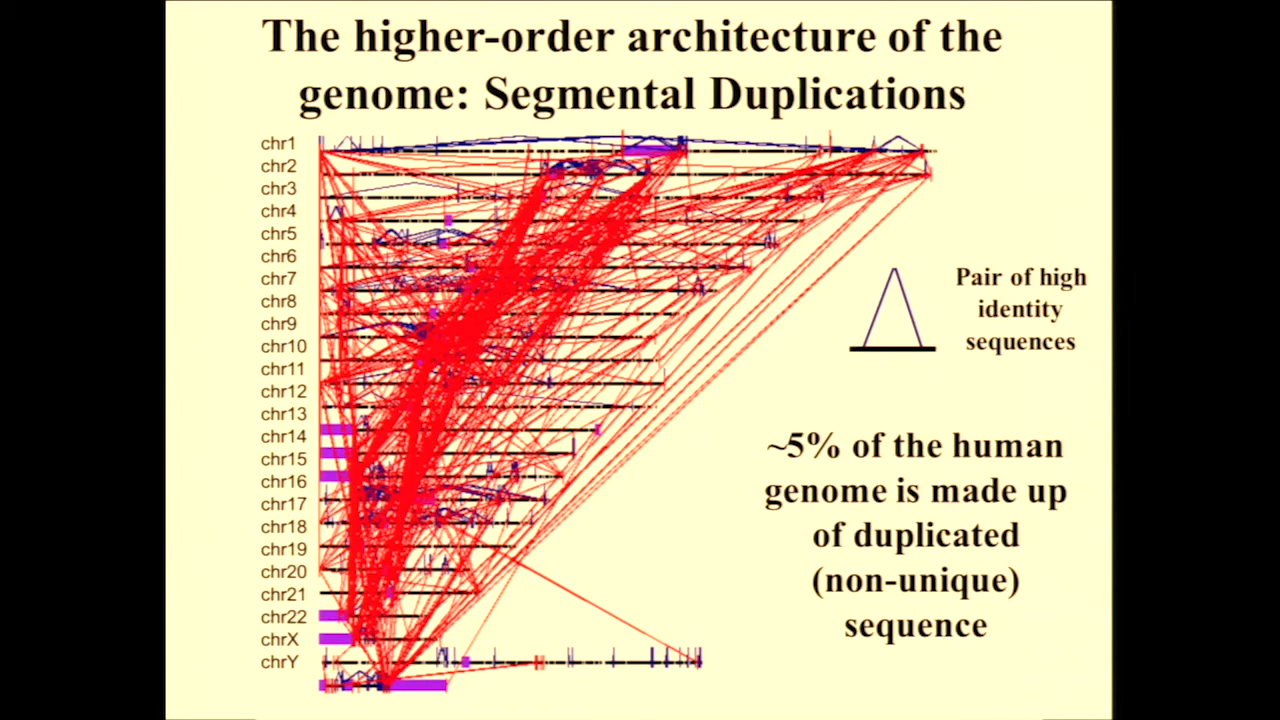 The higher-order architecture of the
genome: Segmental Duplications
chr1
chr2
chr3
chr4
chr5
chr6
chr7
chr8
chr9
chr10
chr11
chr12
chr13
chr14
chr15
chr16
chr17
chr18
chr19
chr20
chr21
chr22
chrX
chrY
Pair of high
identity
sequences
~5% of the human
genome is made up
of duplicated
(non-unique)
sequence